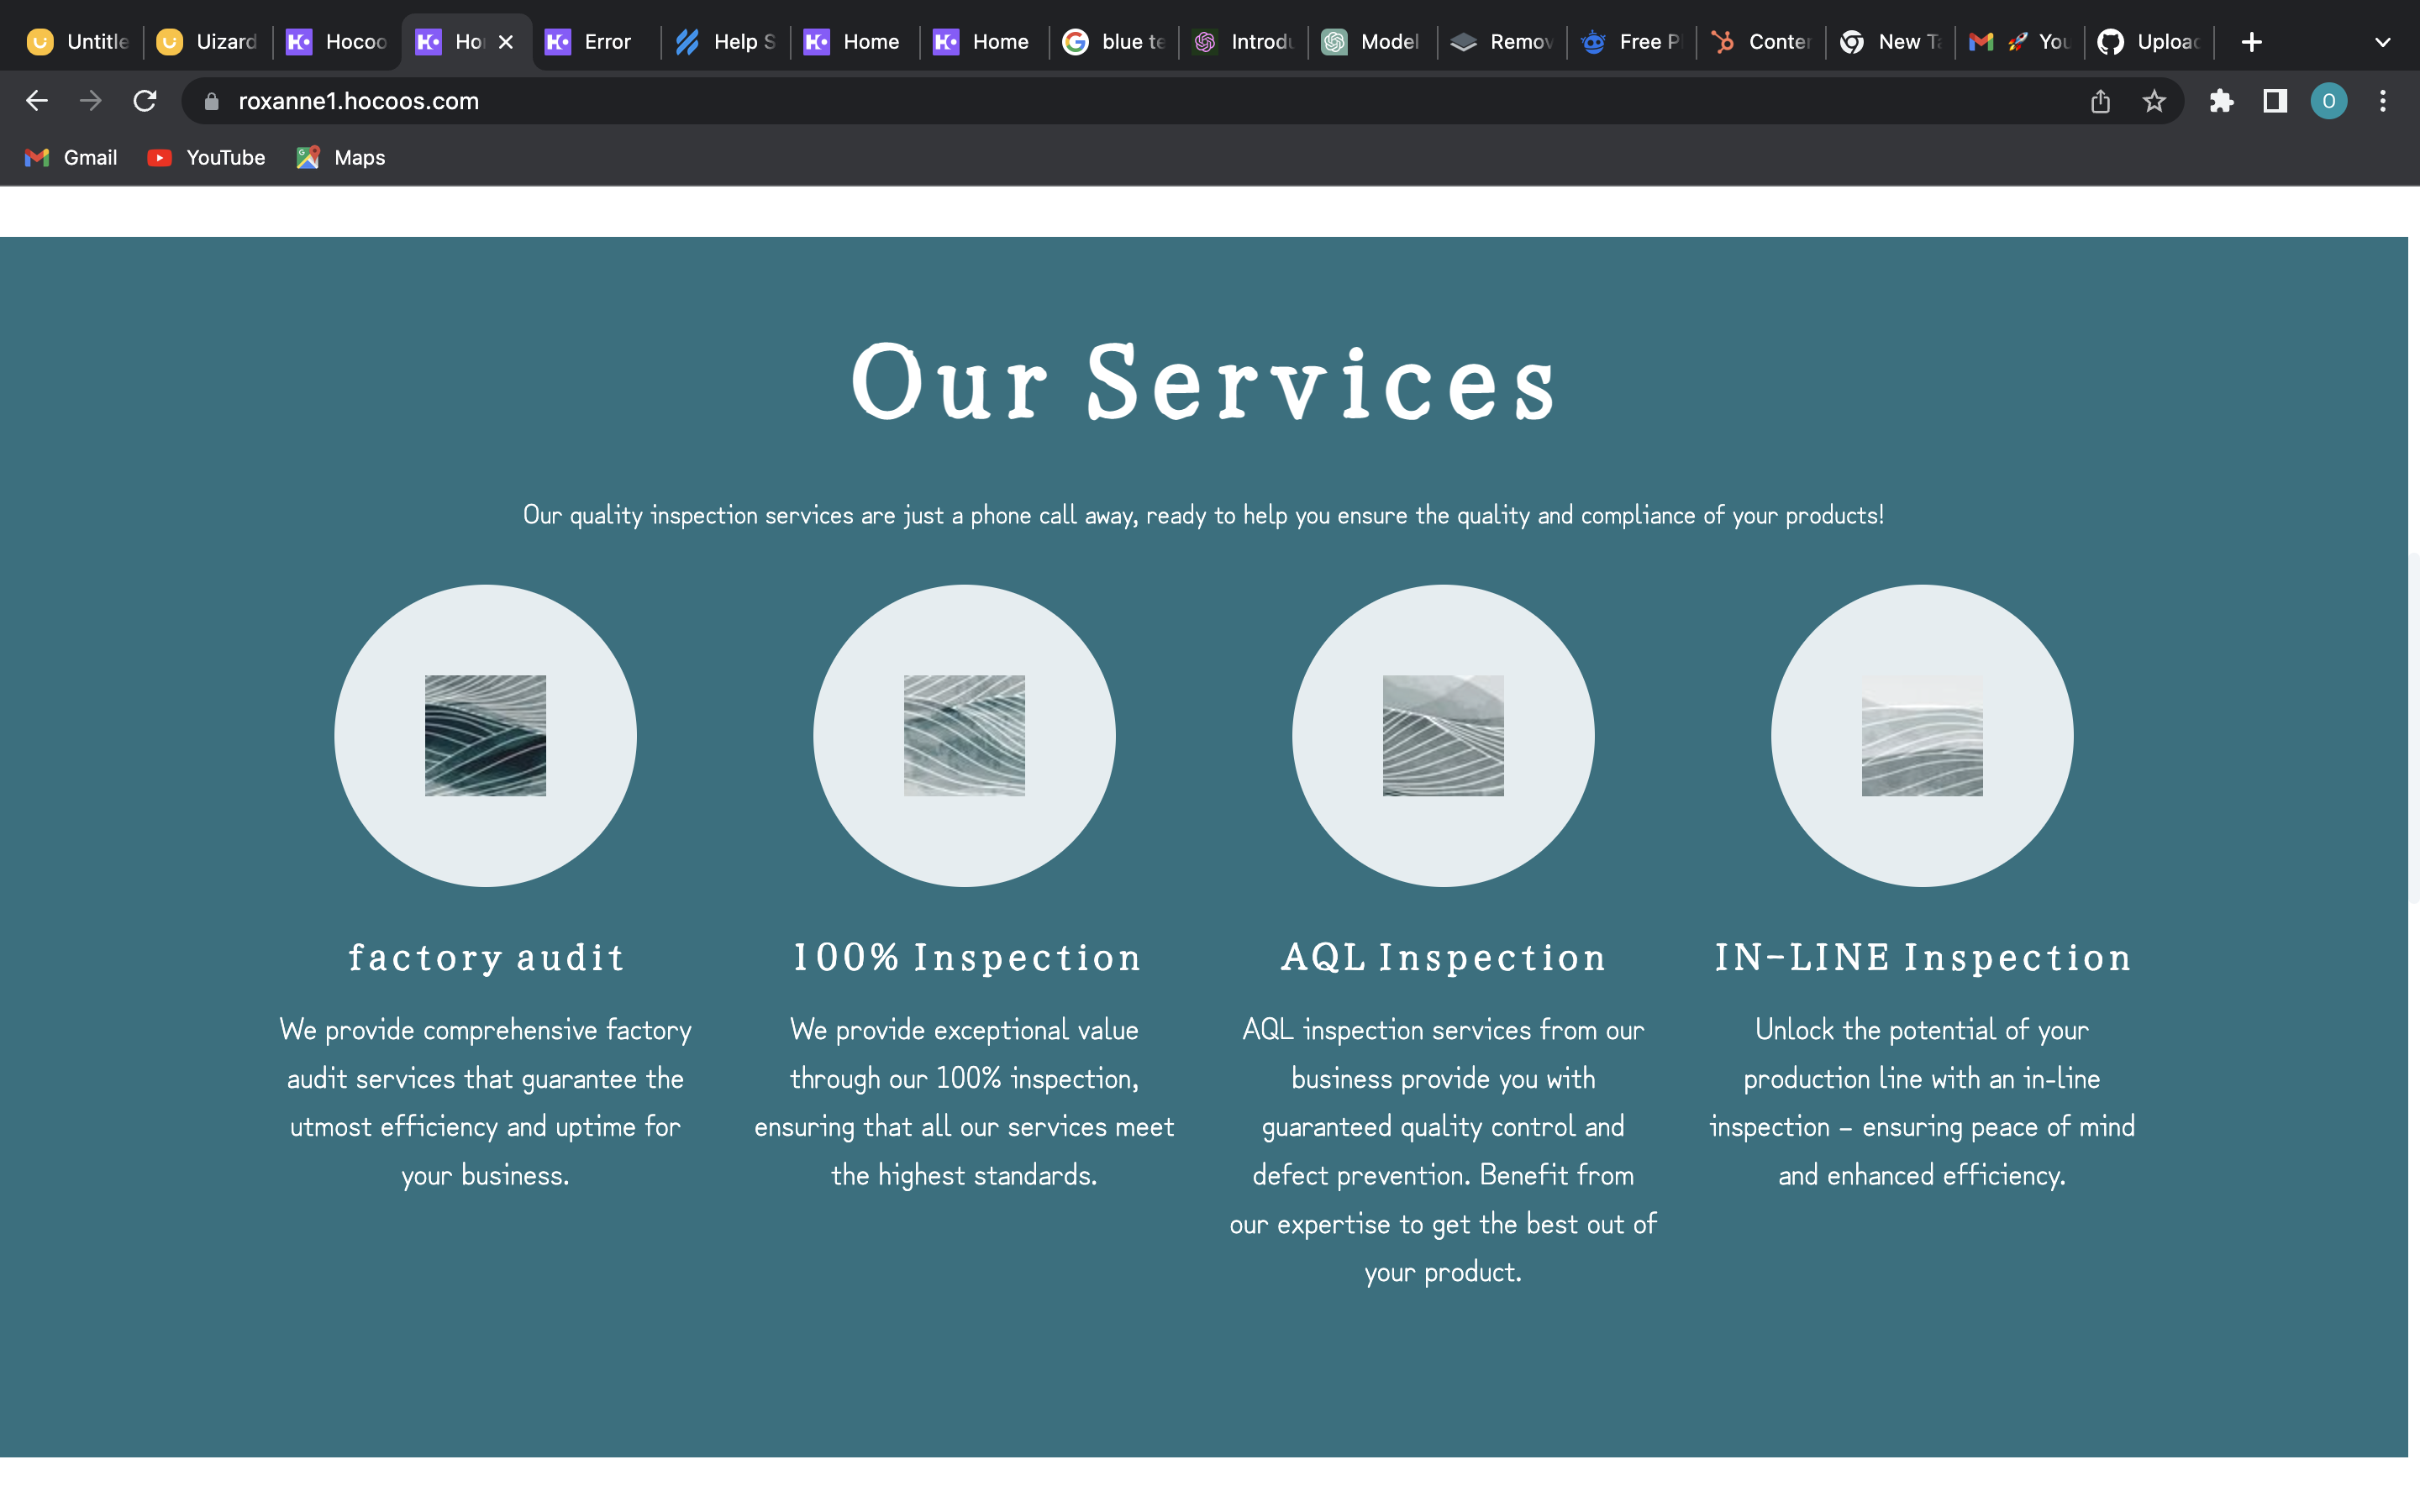 Untitle
Uizard
Hocoo
Ho
Error
Help S
Home
Home
blue te
Introdu
Model
Remov
Free P
Conter
New Ta
🚀 You
Upload
roxanne1.hocoos.com
O
Gmail
YouTube
Maps
Our Services
Our quality inspection services are just a phone call away, ready to help you ensure the quality and compliance of your products!
factory audit
We provide comprehensive factory
audit services that guarantee the
utmost efficiency and uptime for
your business.
100% Inspection
We provide exceptional value
through our 100% inspection,
ensuring that all our services meet
the highest standards.
AQL Inspection
AQL inspection services from our
business provide you with
guaranteed quality control and
defect prevention. Benefit from
our expertise to get the best out of
your product.
IN-LINE Inspection
Unlock the potential of your
production line with an in-line
inspection – ensuring peace of mind
and enhanced efficiency.